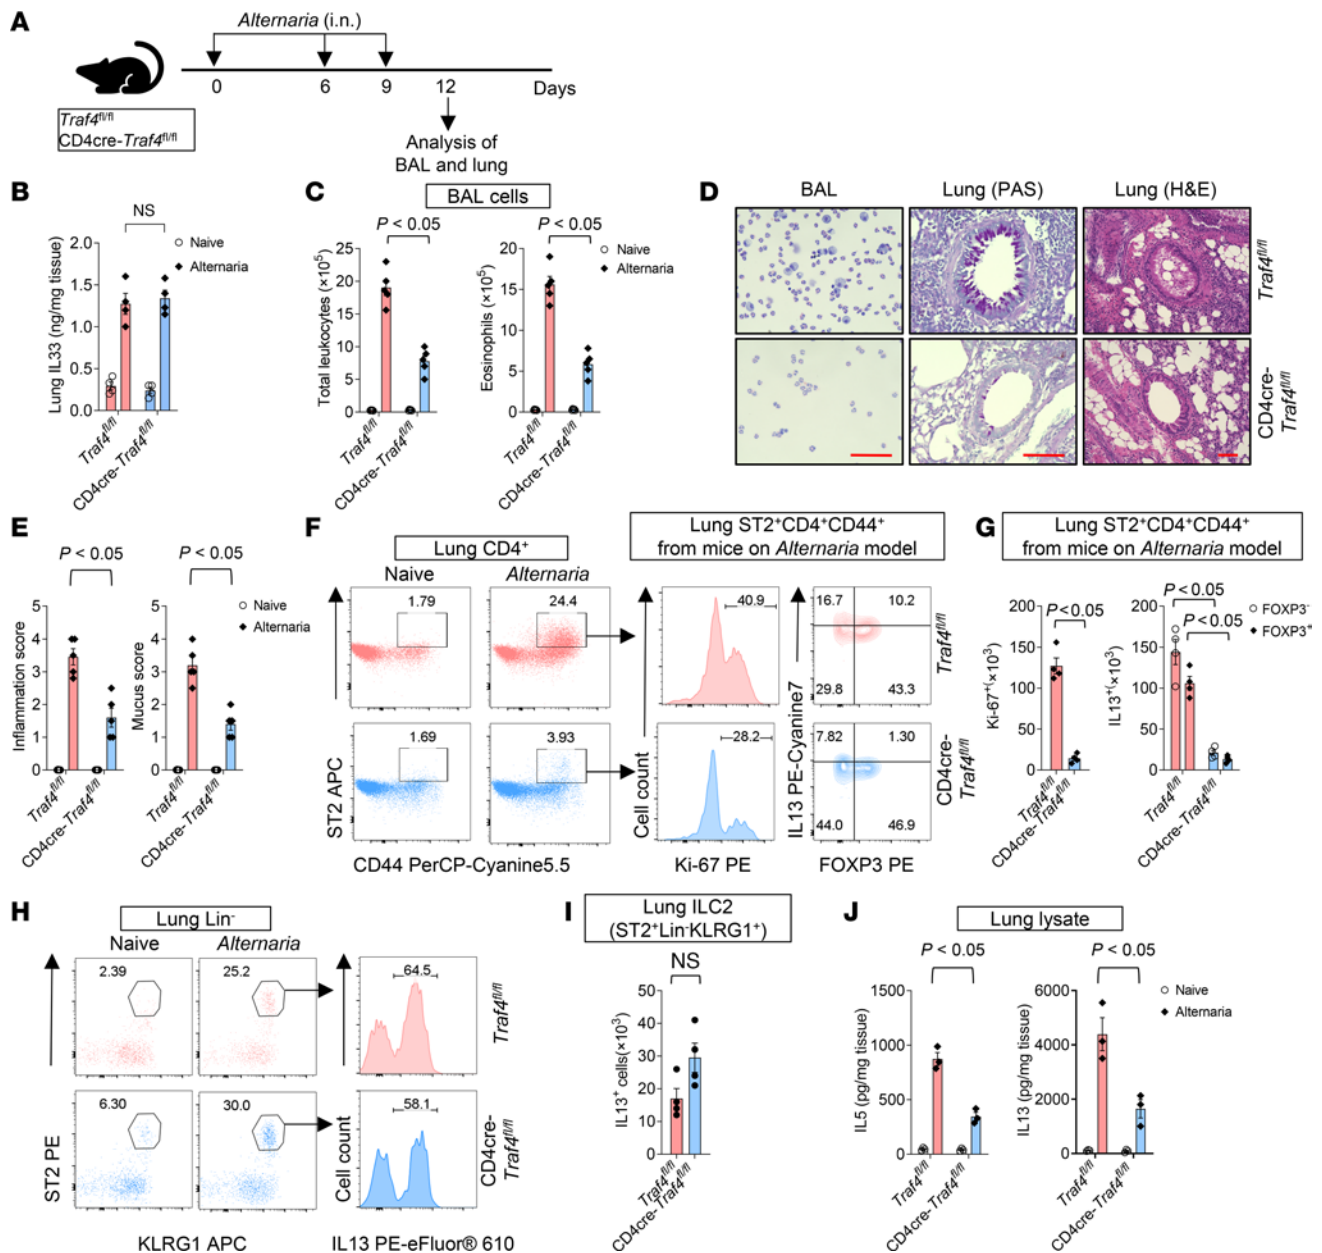 A
Alternaria (i.n.)
0 6 9 12 Days
Traf4fl/fl
CD4cre-Traf4fl/fl
Analysis of
BAL and lung
B
NS
Naive
Alternaria
Lung IL33 (ng/mg tissue)
2.0
1.5
1.0
0.5
0.0
Traf4fl/fl
CD4cre- Traf4fl/fl
C
BAL cells
P < 0.05
P < 0.05
Naive
Alternaria
Total leukocytes (×10⁵)
25
20
15
10
5
0
Traf4fl/fl
CD4cre- Traf4fl/fl
Eosinophils (×10⁵)
20
15
10
5
0
Traf4fl/fl
CD4cre- Traf4fl/fl
D
BAL Lung (PAS) Lung (H&E)
Traf4fl/fl
CD4cre-
Traf4fl/fl
E
P < 0.05
P < 0.05
Naive
Alternaria
Inflammation score
5
4
3
2
1
0
Traf4fl/fl
CD4cre- Traf4fl/fl
Mucus score
5
4
3
2
1
0
Traf4fl/fl
CD4cre- Traf4fl/fl
F
Lung CD4⁺
Naive Alternaria
Lung ST2⁺CD4⁺CD44⁺
from mice on Alternaria model
1.79
24.4
40.9
16.7 10.2
29.8 43.3
Traf4fl/fl
1.69
3.93
28.2
7.82 1.30
44.0 46.9
CD4cre-
Traf4fl/fl
ST2 APC
CD44 PerCP-Cyanine5.5
Cell count
Ki-67 PE
IL13 PE-Cyanine7
FOXP3 PE
G
Lung ST2⁺CD4⁺CD44⁺
from mice on Alternaria model
P < 0.05
Ki-67⁺(×10³)
200
150
100
50
0
Traf4fl/fl
CD4cre- Traf4fl/fl
P < 0.05
P < 0.05
FOXP3⁻
FOXP3⁺
IL13⁺(×10³)
200
150
100
50
0
Traf4fl/fl
CD4cre- Traf4fl/fl
H
Lung Lin⁻
Naive Alternaria
2.39
25.2
64.5
Traf4fl/fl
6.30
30.0
58.1
CD4cre-
Traf4fl/fl
ST2 PE
KLRG1 APC
Cell count
IL13 PE-eFluor® 610
I
Lung ILC2
(ST2⁺Lin⁻KLRG1⁺)
NS
IL13⁺ cells(×10³)
50
40
30
20
10
0
Traf4fl/fl
CD4cre- Traf4fl/fl
J
Lung lysate
P < 0.05
P < 0.05
Naive
Alternaria
IL5 (pg/mg tissue)
1500
1000
500
0
Traf4fl/fl
CD4cre- Traf4fl/fl
IL13 (pg/mg tissue)
6000
4000
2000
0
Traf4fl/fl
CD4cre- Traf4fl/fl